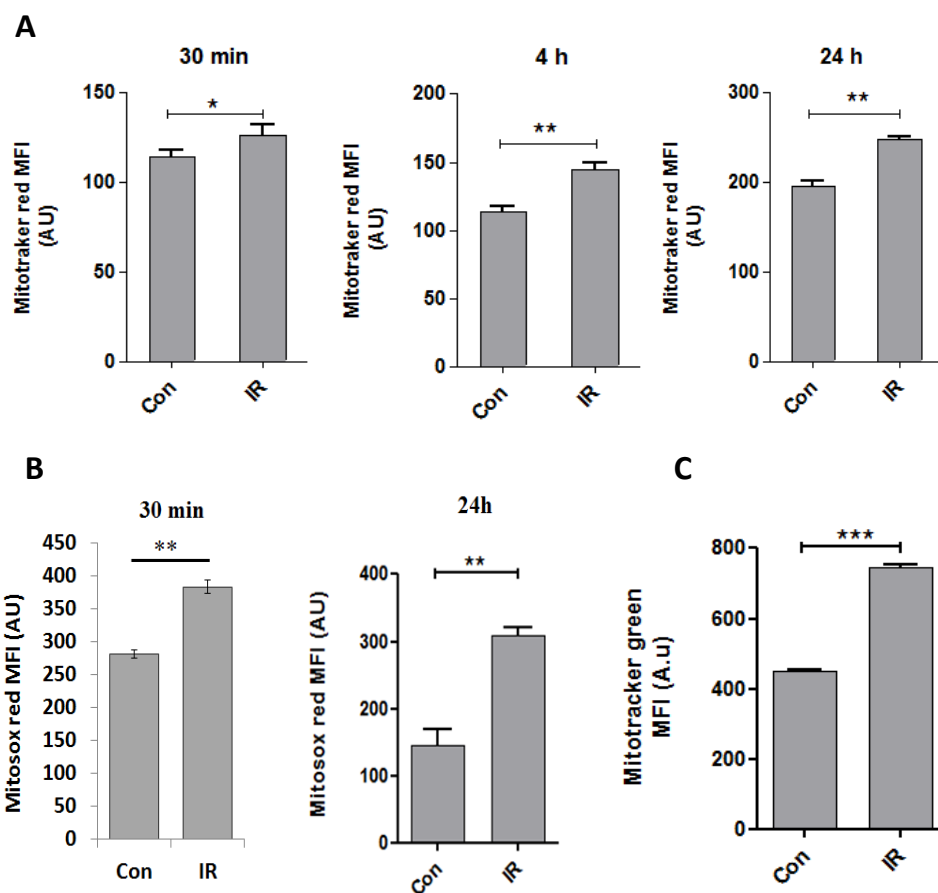 A
30 min
Mitotraker red MFI
(AU)
150
100
50
0
*
Con
IR
4 h
Mitotraker red MFI
(AU)
200
150
100
50
0
**
Con
IR
24 h
Mitotraker red MFI
(AU)
300
200
100
0
**
Con
IR
B
30 min
Mitosox red MFI (AU)
450
400
350
300
250
200
150
100
50
0
**
Con
IR
24h
Mitosox red MFI (AU)
400
300
200
100
0
**
Con
IR
C
Mitotracker green
MFI (A.u)
800
600
400
200
0
***
Con
IR